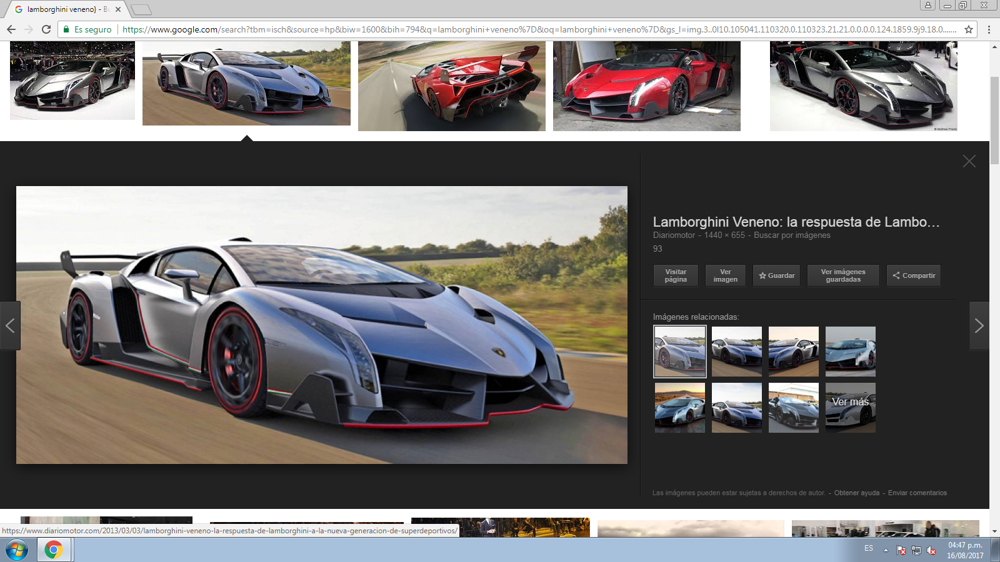 lamborghini veneno} - Bu
Es seguro
https://www.google.com/search?tbm=isch&source=hp&biw=1600&bih=794&q=lamborghini+veneno%7D&oq=lamborghini+veneno%7D&gs_l=img.3..0l10.105041.110320.0.110323.21.21.0.0.0.0.124.1859.9j9.18.0.......
Lamborghini Veneno: la respuesta de Lambo...
Diariomotor - 1440 × 655 - Buscar por imágenes
93
Visitar página
Ver imagen
Guardar
Ver imágenes guardadas
Compartir
Imágenes relacionadas:
Ver más
Las imágenes pueden estar sujetas a derechos de autor. - Obtener ayuda - Enviar comentarios
https://www.diariomotor.com/2013/03/03/lamborghini-veneno-la-respuesta-de-lamborghini-a-la-nueva-generacion-de-superdeportivos/
ES
04:47 p.m.
16/08/2017